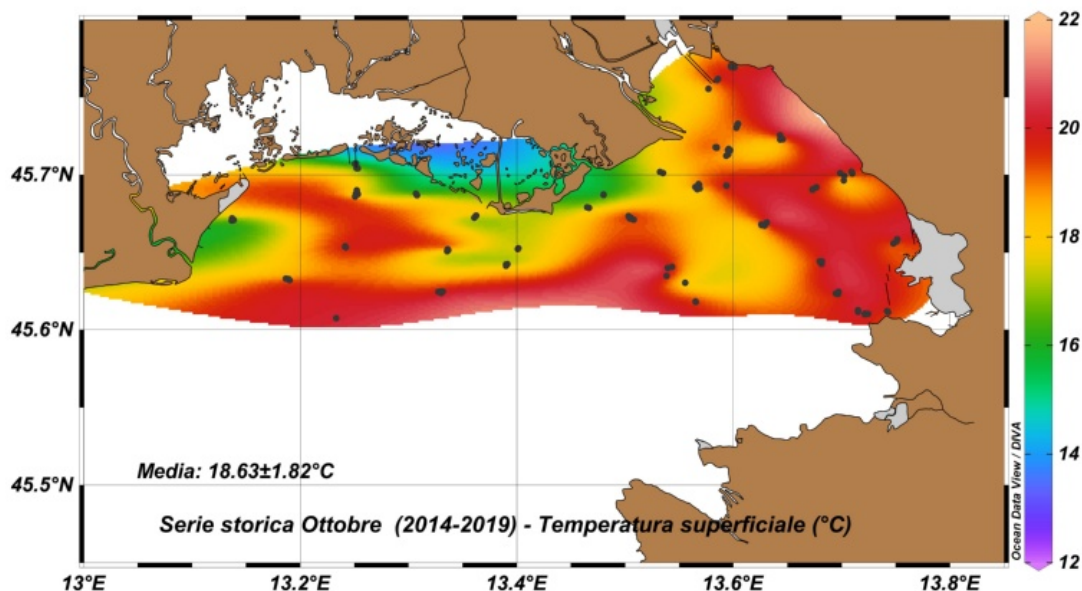 22
20
18
16
14
12
45.7°N
45.6°N
45.5°N
Media: 18.63±1.82°C
Serie storica Ottobre (2014-2019) - Temperatura superficiale (°C)
Ocean Data View / DIVA
13°E
13.2°E
13.4°E
13.6°E
13.8°E